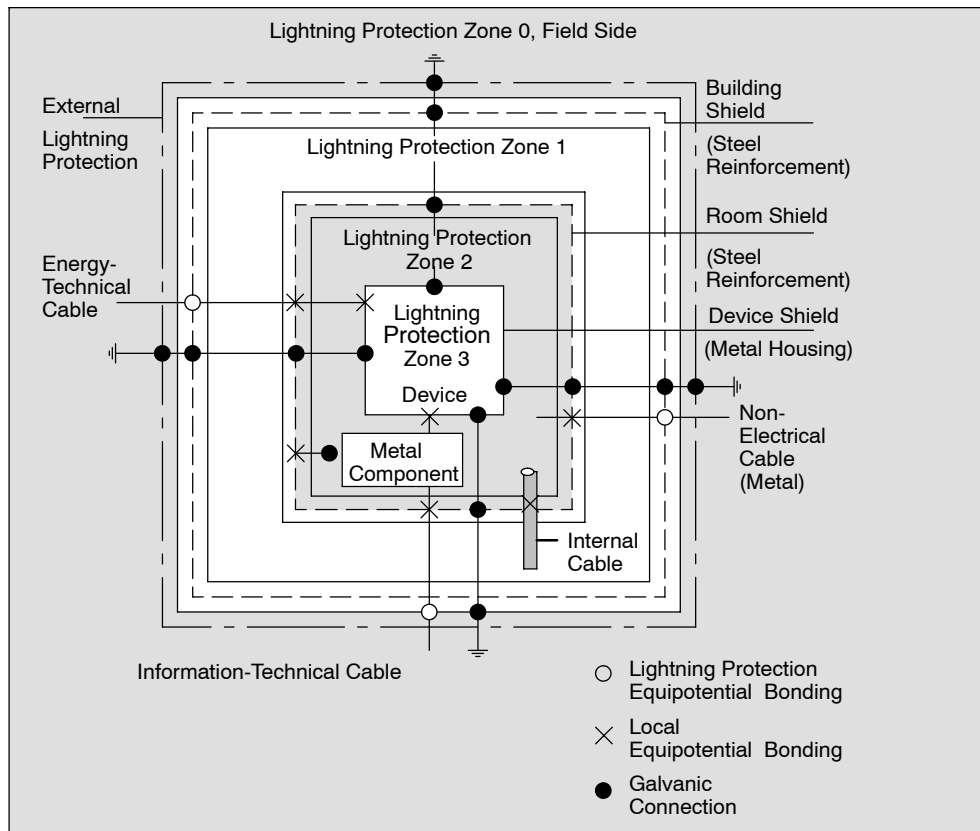 Lightning Protection Zone 0, Field Side
External
Lightning
Protection
Building
Shield
(Steel
Reinforcement)
Lightning Protection Zone 1
Room Shield
(Steel
Reinforcement)
Lightning Protection
Zone 2
Energy-
Technical
Cable
Lightning
Protection
Zone 3
Device
Device Shield
(Metal Housing)
Metal
Component
Non-
Electrical
Cable
(Metal)
Internal
Cable
Information-Technical Cable
Lightning Protection
Equipotential Bonding
Local
Equipotential Bonding
Galvanic
Connection